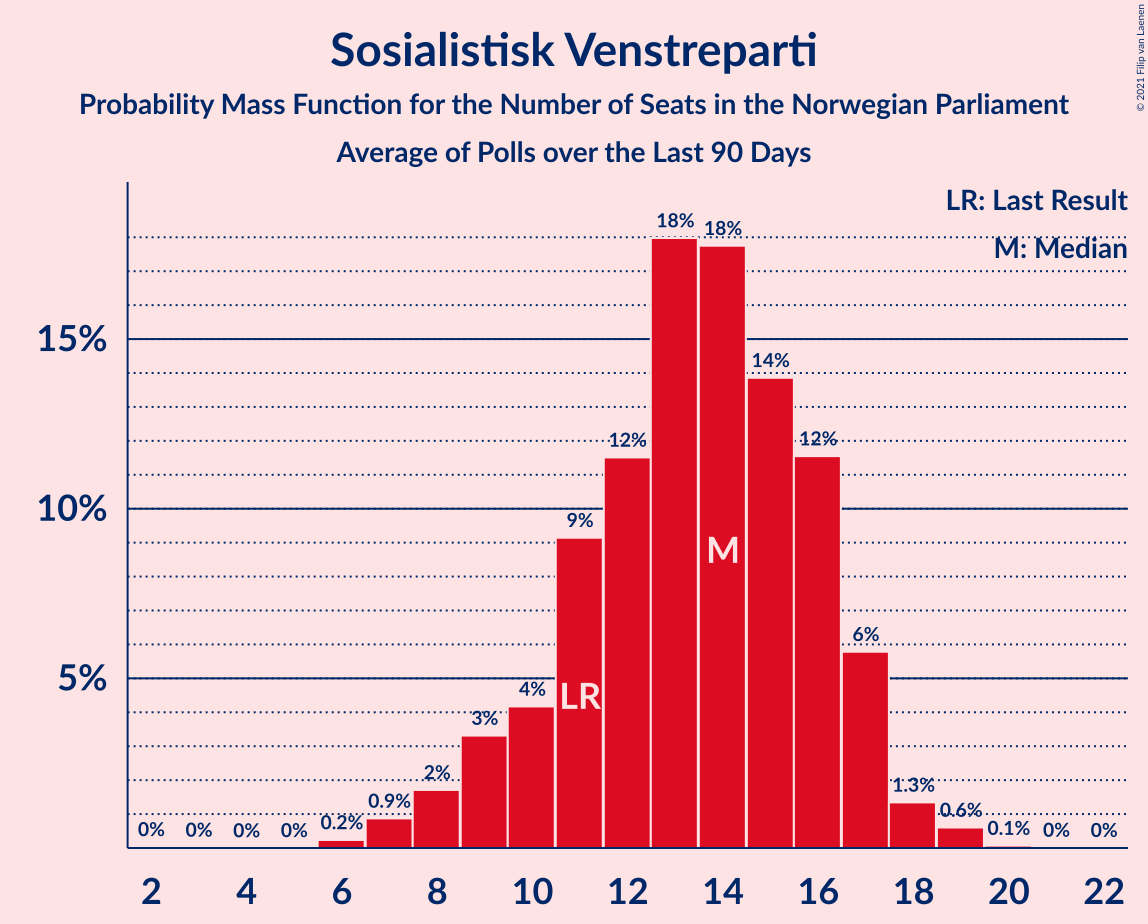 Sosialistisk Venstreparti
Probability Mass Function for the Number of Seats in the Norwegian Parliament
Average of Polls over the Last 90 Days
© 2021 Filip van Laenen
LR: Last Result
M: Median
15%
10%
5%
0% 0% 0% 0% 0.2% 0.9% 2% 3% 4% 9% 12% 18% 18% 14% 12% 6% 1.3% 0.6% 0.1% 0% 0%
LR
M
2 4 6 8 10 12 14 16 18 20 22